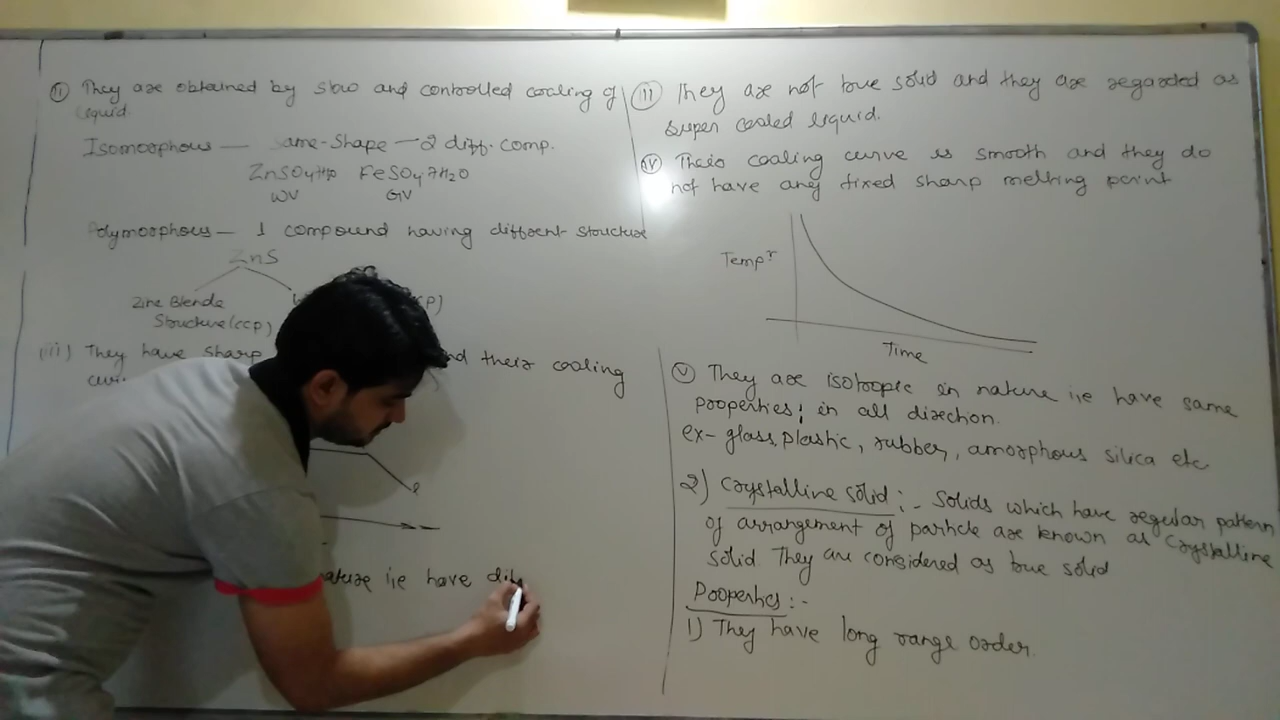 (ii) They are obtained by slow and controlled cooling of
liquid.
Isomorphous — same-shape — 2 diff. comp.
FeSO4 7H2O
WV GV
Polymorphous — 1 compound having different structure
ZnS
Zinc Blende
Structure (ccp)
(iii) They have sharp and their cooling
ature i,e have
iii) They are not true solid and they are regarded as
super cooled liquid.
(iv) Their cooling curve is smooth and they do
not have any fixed sharp melting point
Tempr
Time
(v) They are isotropic in nature i,e have same
properties; in all direction.
ex- glass, plastic, rubber, amorphous silica etc
2) Crystalline solid :- Solids which have regular pattern
of arrangement of particle are known as Crystalline
solid. They are considered as true solid
Properties :-
1) They have long range order.